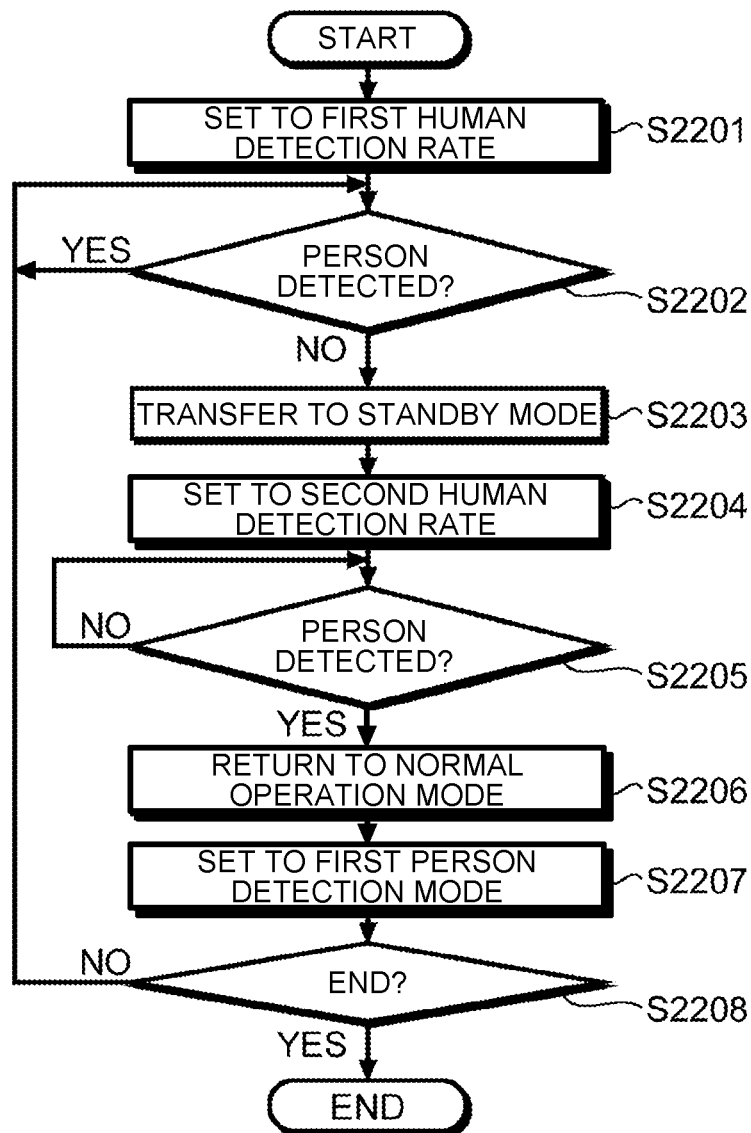 START
SET TO FIRST HUMAN
DETECTION RATE
S2201
YES
PERSON
DETECTED?
S2202
NO
TRANSFER TO STANDBY MODE
S2203
SET TO SECOND HUMAN
DETECTION RATE
S2204
NO
PERSON
DETECTED?
S2205
YES
RETURN TO NORMAL
OPERATION MODE
S2206
SET TO FIRST PERSON
DETECTION MODE
S2207
NO
END?
S2208
YES
END